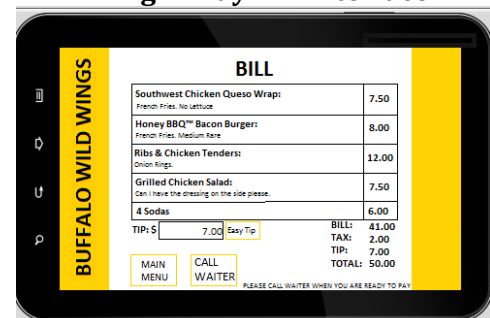 BUFFALO WILD WINGS
BILL
Southwest Chicken Queso Wrap: 7.50
French Fries. No Lettuce
Honey BBQ™ Bacon Burger: 8.00
French Fries, Medium Rare
Ribs & Chicken Tenders: 12.00
Onion Rings.
Grilled Chicken Salad: 7.50
Can I have the dressing on the side please.
4 Sodas 6.00
TIP: $ 7.00 Easy Tip
BILL: 41.00
TAX: 2.00
TIP: 7.00
TOTAL: 50.00
MAIN
MENU
CALL
WAITER
PLEASE CALL WAITER WHEN YOU ARE READY TO PAY